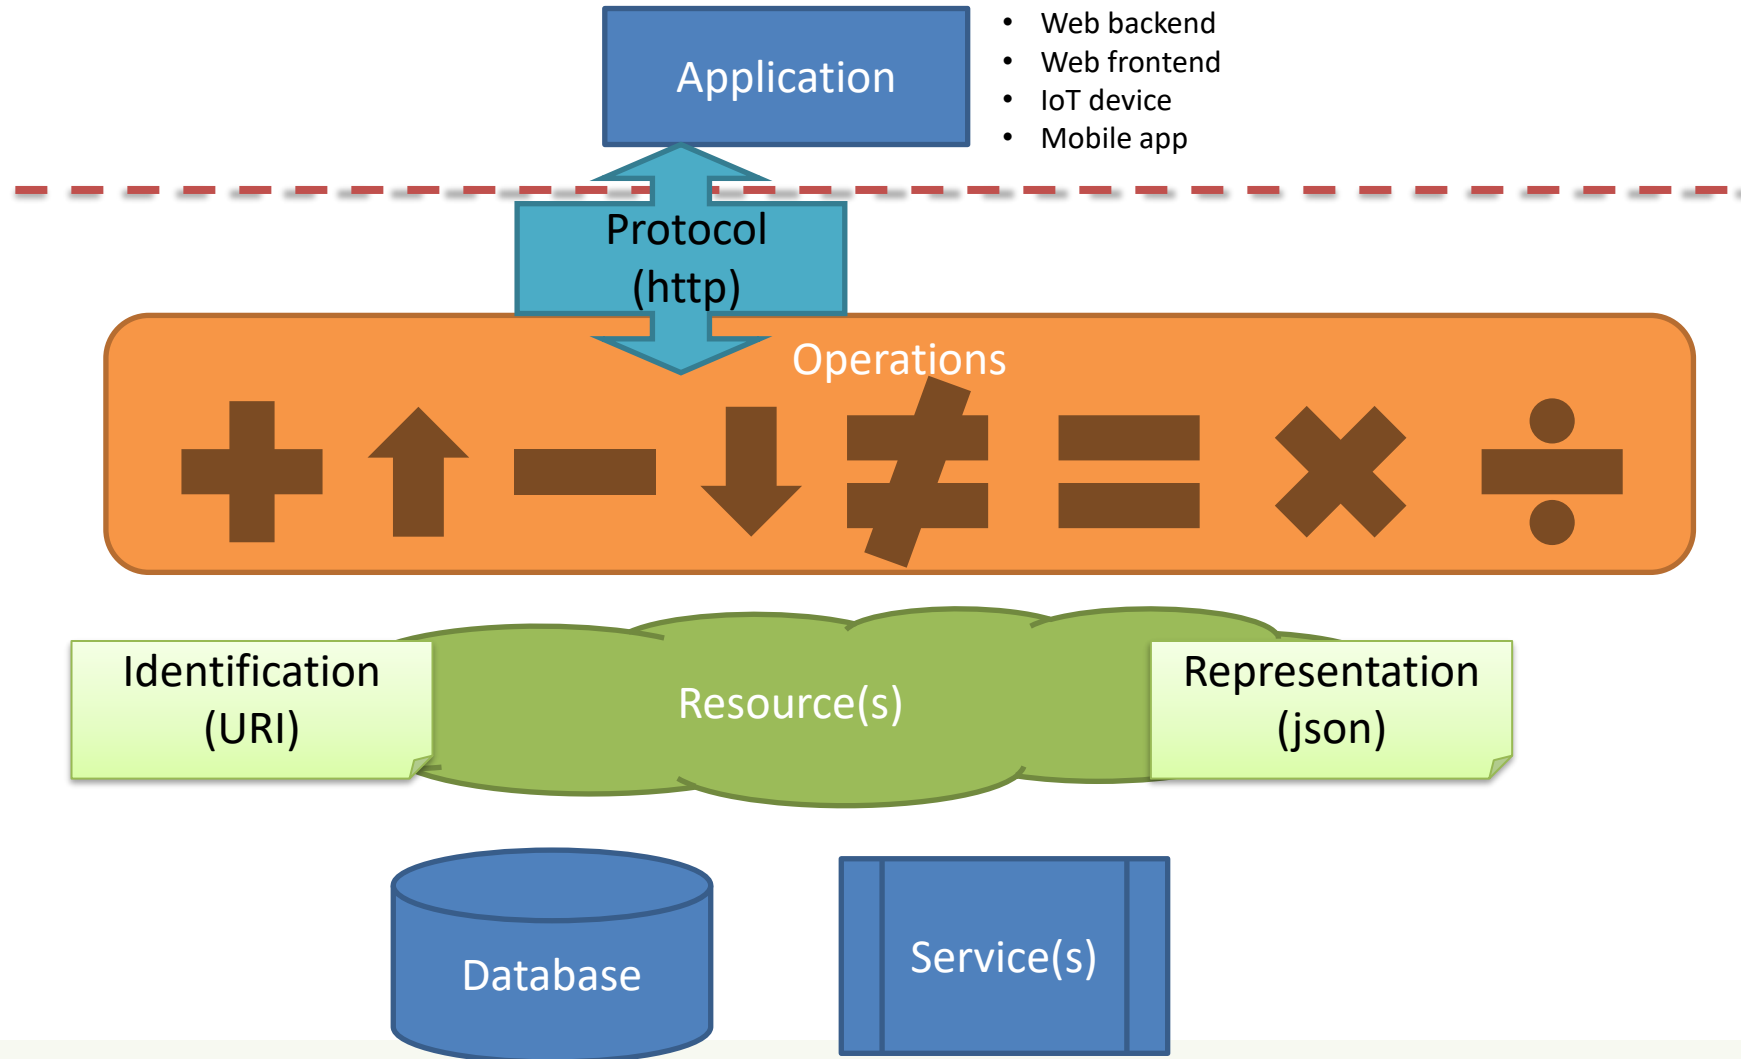 Application
• Web backend
• Web frontend
• IoT device
• Mobile app
Protocol
(http)
Operations
Identification
(URI)
Resource(s)
Representation
(json)
Database
Service(s)